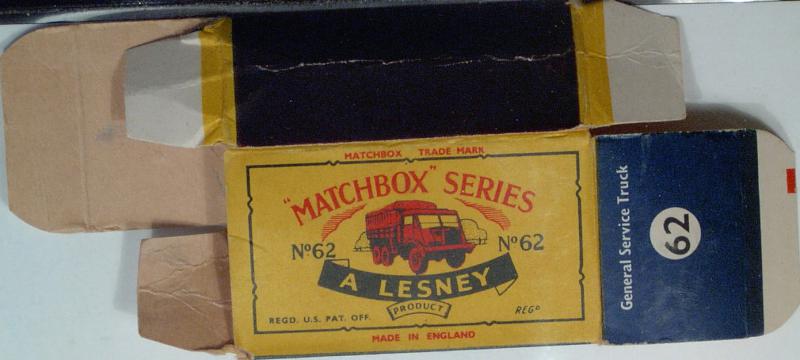 MATCHBOX TRADE MARK
"MATCHBOX" SERIES
Nº62 Nº62
A LESNEY
PRODUCT
REGD. U.S. PAT. OFF. REGD
MADE IN ENGLAND
General Service Truck
62